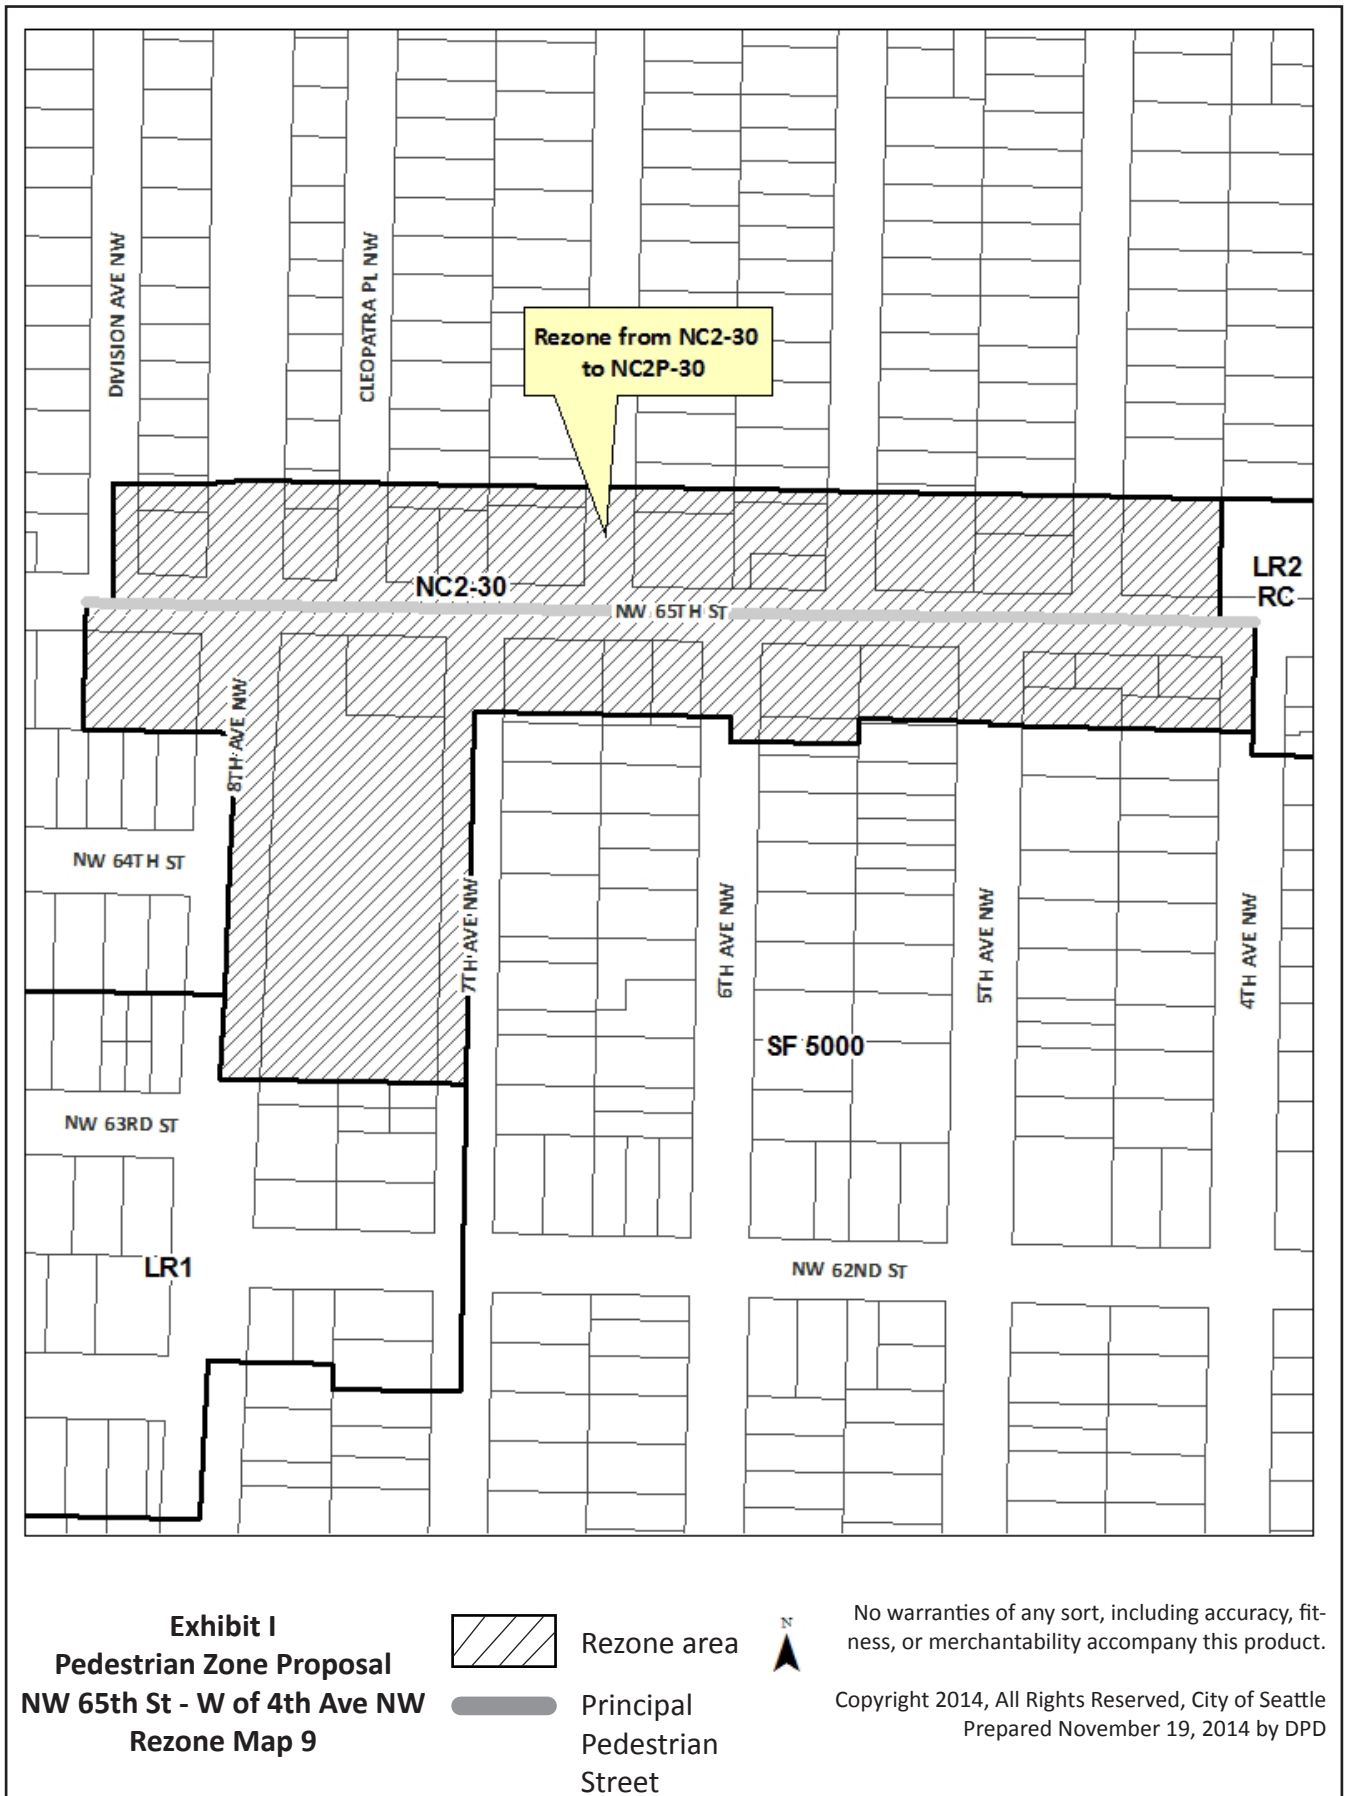 DIVISION AVE NW
CLEOPATRA PL NW
Rezone from NC2-30
to NC2P-30
LR2
RC
NC2-30
NW 65TH ST
8TH AVE NW
NW 64TH ST
7TH AVE NW
6TH AVE NW
5TH AVE NW
4TH AVE NW
SF 5000
NW 63RD ST
LR1
NW 62ND ST
Exhibit I
Pedestrian Zone Proposal
NW 65th St - W of 4th Ave NW
Rezone Map 9
Rezone area
Principal
Pedestrian
Street
N
No warranties of any sort, including accuracy, fit-
ness, or merchantability accompany this product.
Copyright 2014, All Rights Reserved, City of Seattle
Prepared November 19, 2014 by DPD